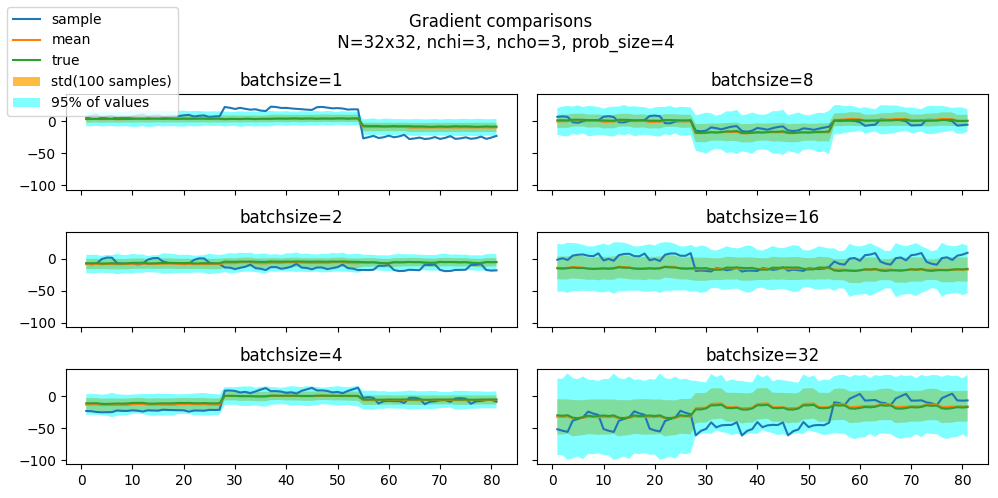 Gradient comparisons
N=32x32, nchi=3, ncho=3, prob_size=4
sample
mean
true
std(100 samples)
95% of values
batchsize=1
0
−50
−100
batchsize=8
batchsize=2
0
−50
−100
batchsize=16
batchsize=4
0
−50
−100
0 10 20 30 40 50 60 70 80
batchsize=32
0 10 20 30 40 50 60 70 80